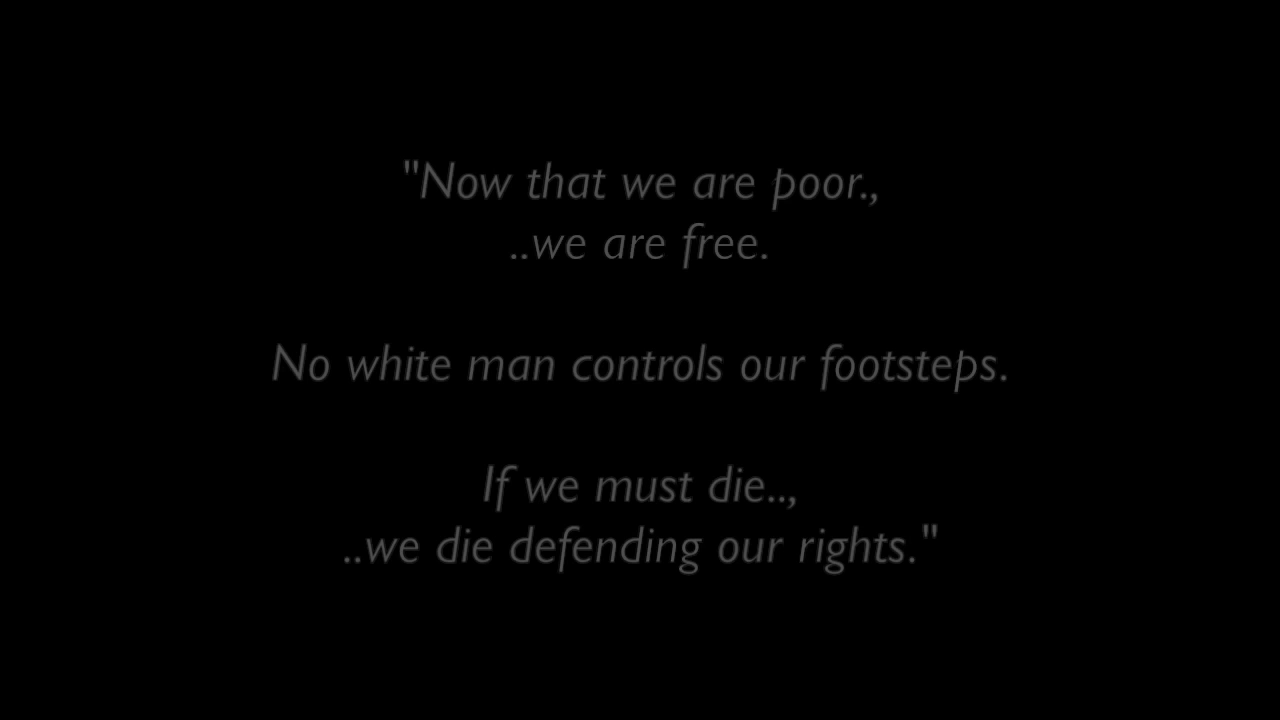 "Now that we are poor.,
..we are free.
No white man controls our footsteps.
If we must die..,
..we die defending our rights."